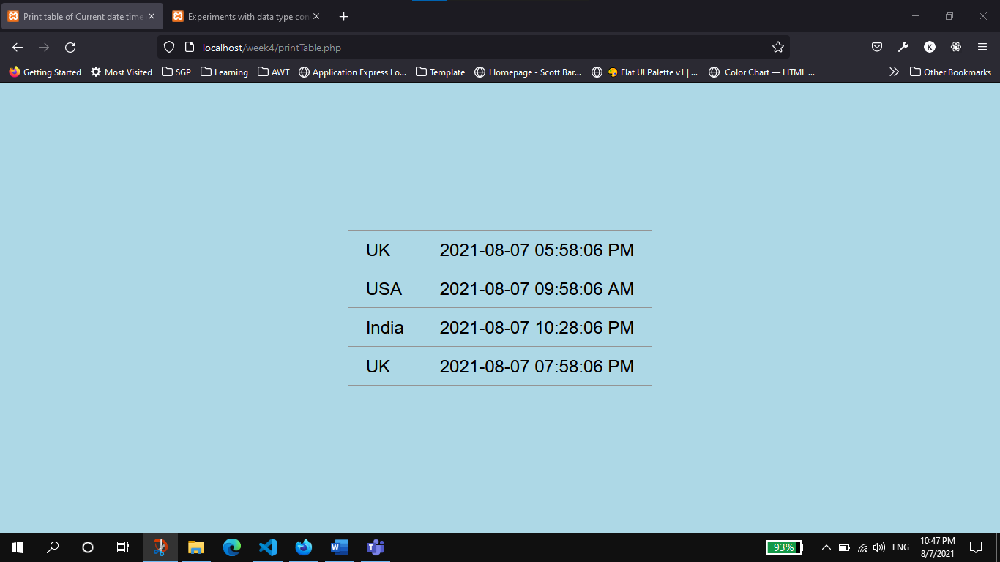 Print table of Current date time
Experiments with data type con
localhost/week4/printTable.php
K
Getting Started Most Visited SGP Learning AWT Application Express Lo... Template Homepage - Scott Bar... Flat UI Palette v1 | ... Color Chart — HTML ... Other Bookmarks
UK 2021-08-07 05:58:06 PM
USA 2021-08-07 09:58:06 AM
India 2021-08-07 10:28:06 PM
UK 2021-08-07 07:58:06 PM
93% ENG 10:47 PM
8/7/2021